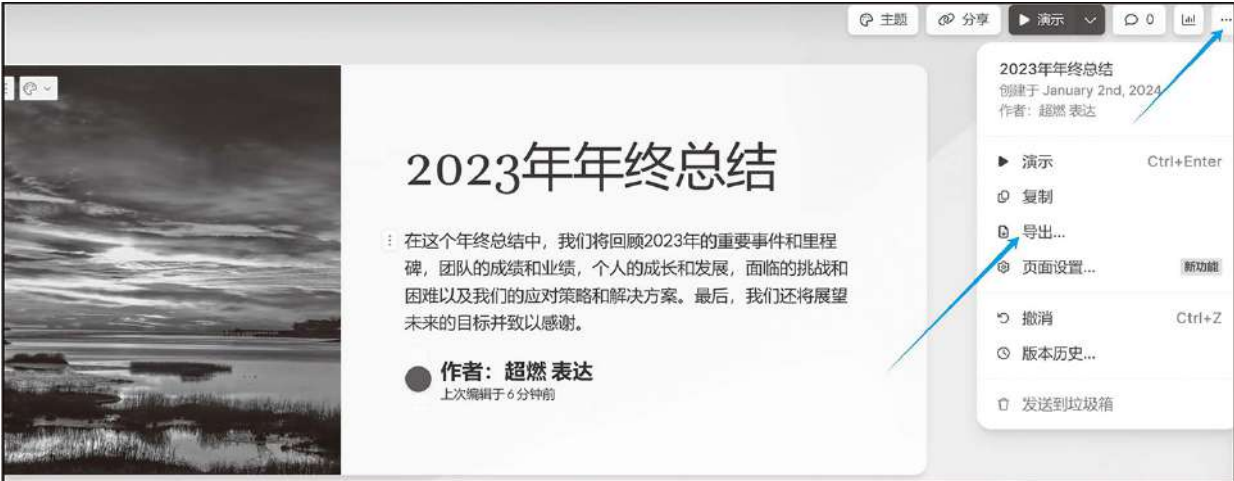 主题
分享
演示
0
2023年年终总结
创建于 January 2nd, 2024
作者：超燃 表达
演示 Ctrl+Enter
复制
导出...
页面设置... 新功能
撤消 Ctrl+Z
版本历史...
发送到垃圾箱
2023年年终总结
在这个年终总结中，我们将回顾2023年的重要事件和里程
碑，团队的成绩和业绩，个人的成长和发展，面临的挑战和
困难以及我们的应对策略和解决方案。最后，我们还将展望
未来的目标并致以感谢。
作者：超燃 表达
上次编辑于 6 分钟前